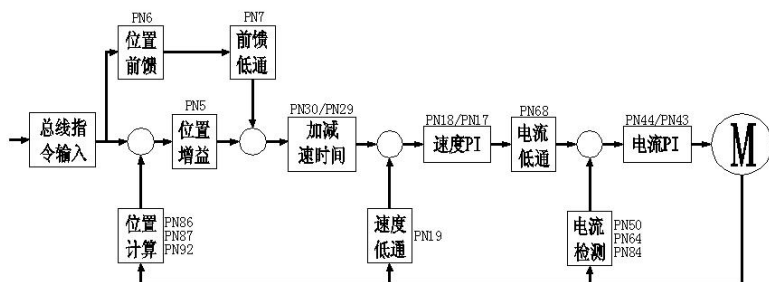 PN6
位置
前馈
PN7
前馈
低通
总线指
令输入
PN5
位置
增益
PN30/PN29
加减
速时间
PN18/PN17
速度PI
PN68
电流
低通
PN44/PN43
电流PI
M
位置
计算
PN86
PN87
PN92
速度
低通
PN19
电流
检测
PN50
PN64
PN84